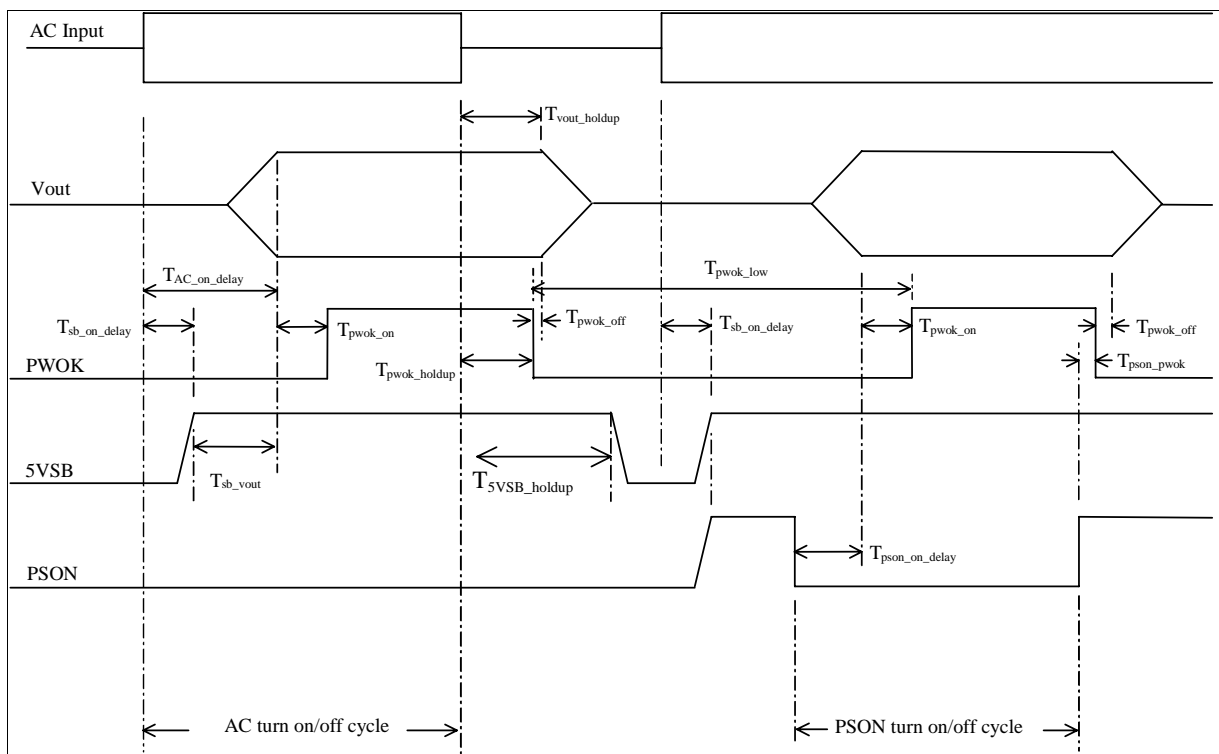 AC Input
Tvout_holdup
Vout
TAC_on_delay
Tpwok_low
Tsb_on_delay
Tpwok_on
Tpwok_off
Tsb_on_delay
Tpwok_on
Tpwok_off
PWOK
Tpwok_holdup
Tpson_pwok
5VSB
Tsb_vout
T5VSB_holdup
Tpson_on_delay
PSON
AC turn on/off cycle
PSON turn on/off cycle